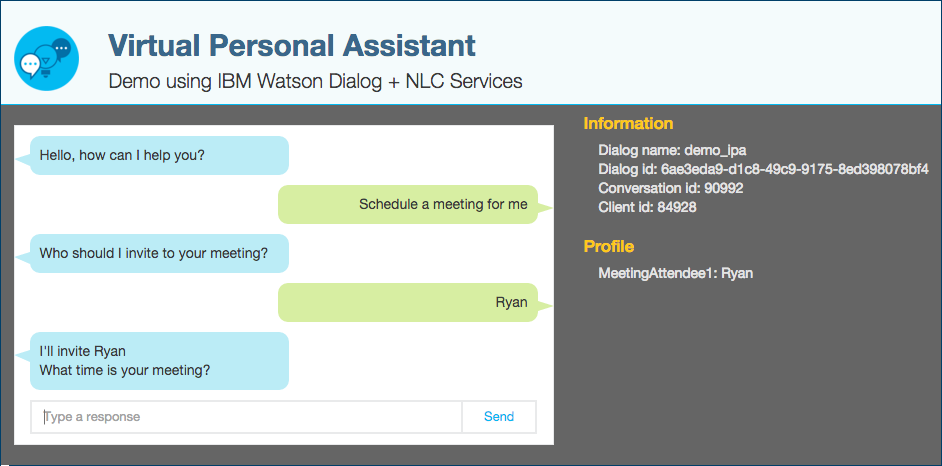 Virtual Personal Assistant
Demo using IBM Watson Dialog + NLC Services
Hello, how can I help you?
Schedule a meeting for me
Who should I invite to your meeting?
Ryan
I'll invite Ryan
What time is your meeting?
Type a response
Send
Information
Dialog name: demo_ipa
Dialog id: 6ae3eda9-d1c8-49c9-9175-8ed398078bf4
Conversation id: 90992
Client id: 84928
Profile
MeetingAttendee1: Ryan